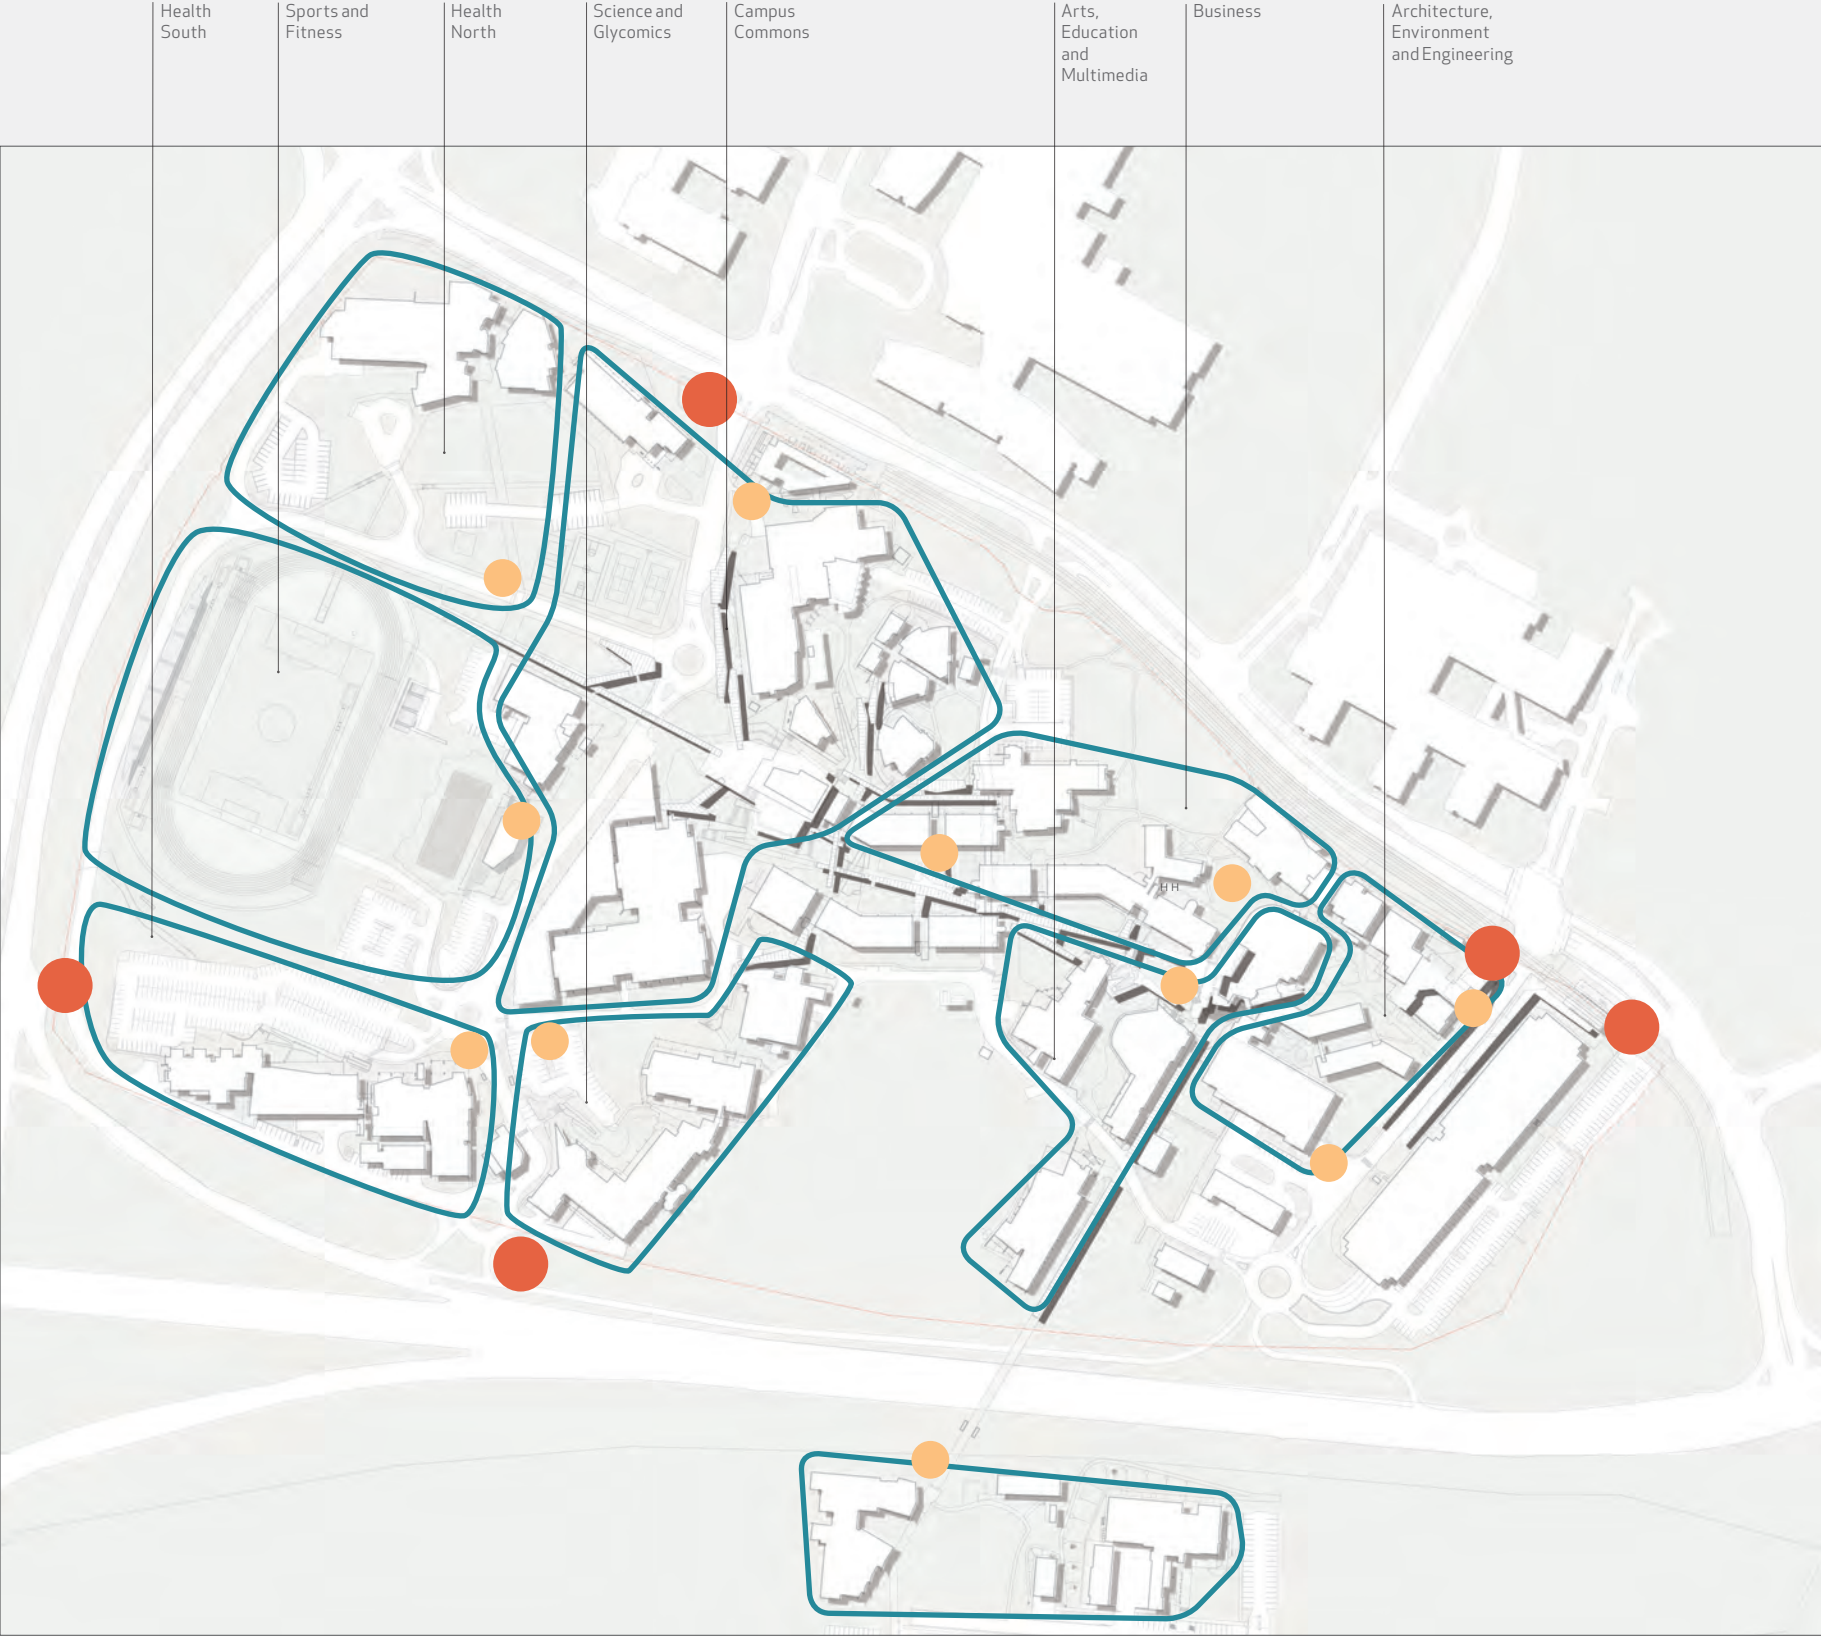 Health
South
Sports and
Fitness
Health
North
Science and
Glycomics
Campus
Commons
Arts,
Education
and
Multimedia
Business
Architecture,
Environment
and Engineering
HH